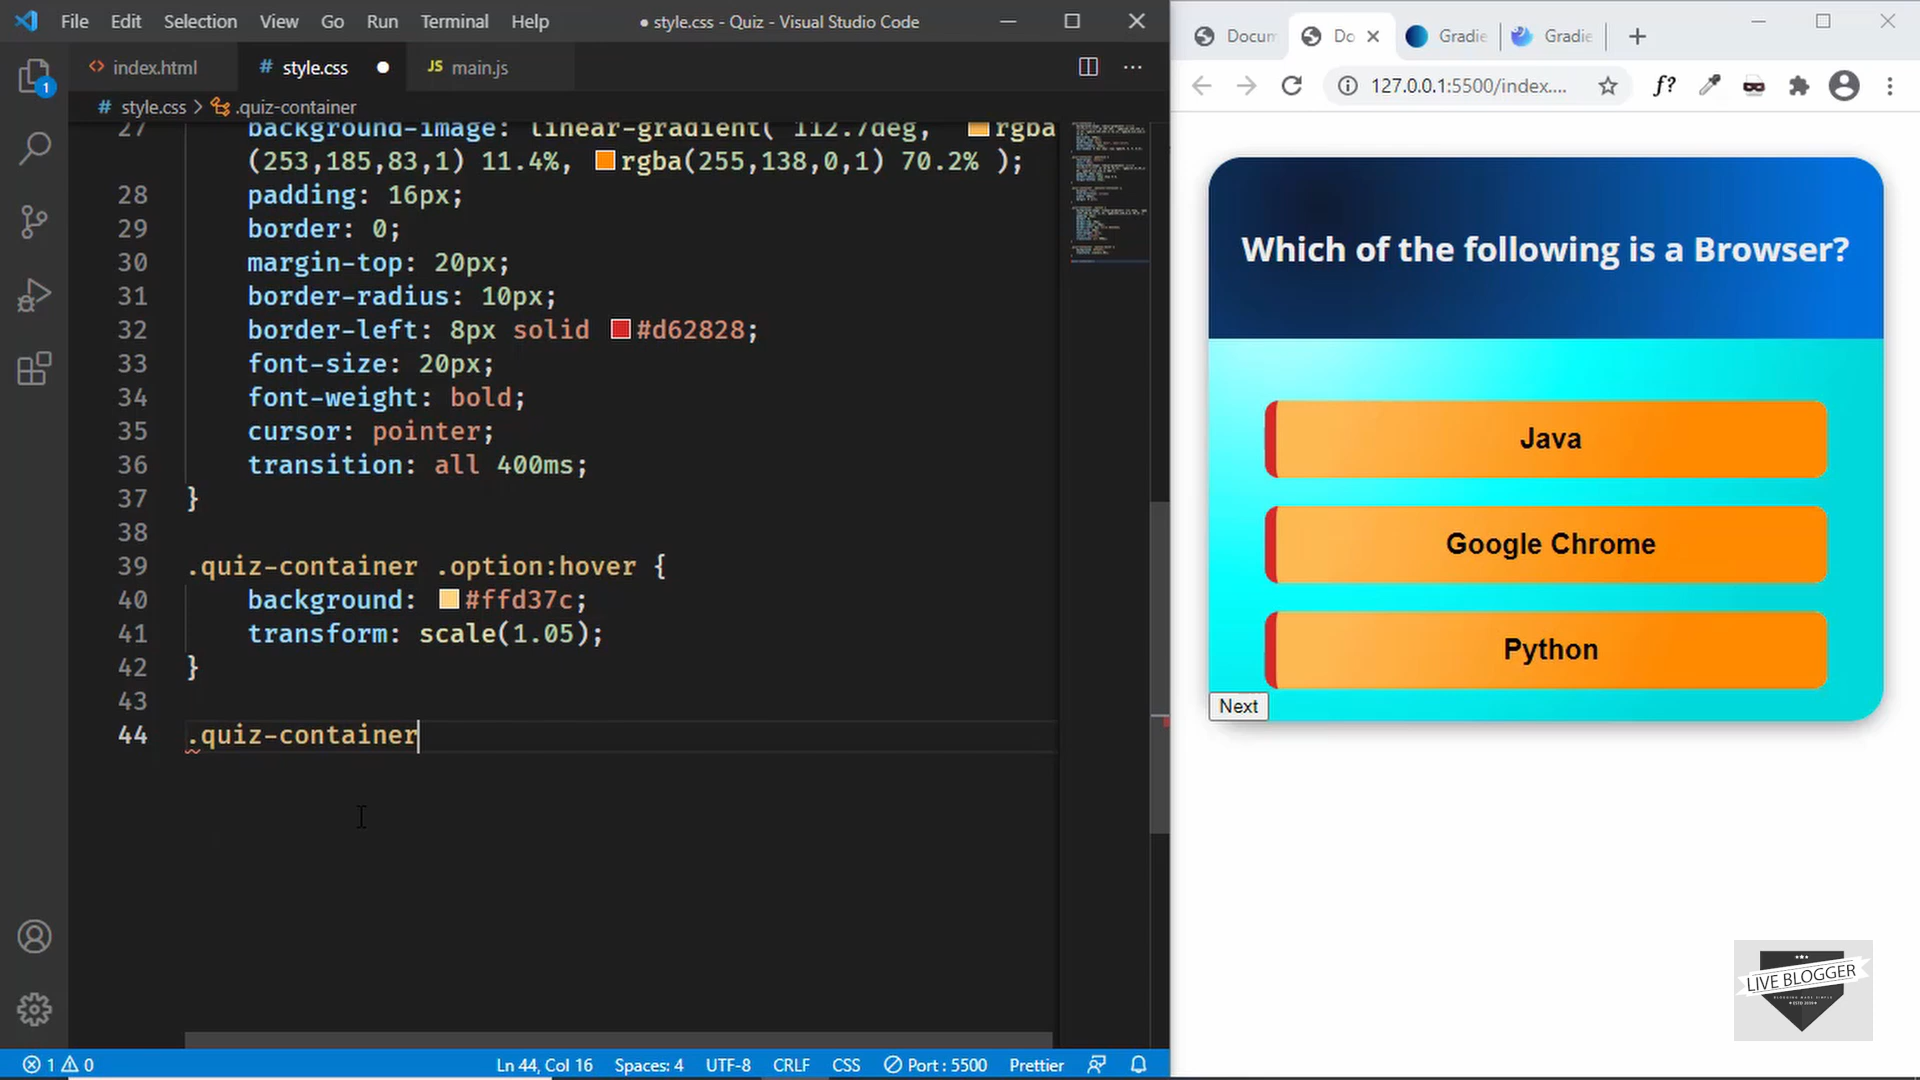 File Edit Selection View Go Run Terminal Help ● style.css - Quiz - Visual Studio Code
<> index.html # style.css ● JS main.js ...
# style.css > .quiz-container
27 background-image: linear-gradient( 112.7deg, rgba
(253,185,83,1) 11.4%, rgba(255,138,0,1) 70.2% );
28 padding: 16px;
29 border: 0;
30 margin-top: 20px;
31 border-radius: 10px;
32 border-left: 8px solid #d62828;
33 font-size: 20px;
34 font-weight: bold;
35 cursor: pointer;
36 transition: all 400ms;
37 }
38
39 .quiz-container .option:hover {
40 background: #ffd37c;
41 transform: scale(1.05);
42 }
43
44 .quiz-container
1
1 0 Ln 44, Col 16 Spaces: 4 UTF-8 CRLF CSS Port : 5500 Prettier
Docum Do Gradie Gradie
127.0.0.1:5500/index.... f?
Which of the following is a Browser?
Java
Google Chrome
Python
Next
LIVE BLOGGER